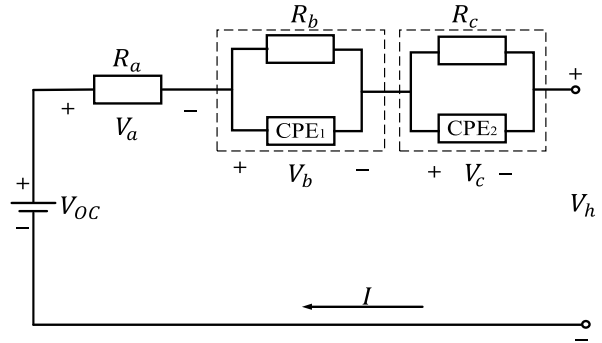 R_b R_c
R_a
+ − +
V_a CPE₁ CPE₂
+ V_b − + V_c −
+
V_OC V_h
−
I
−